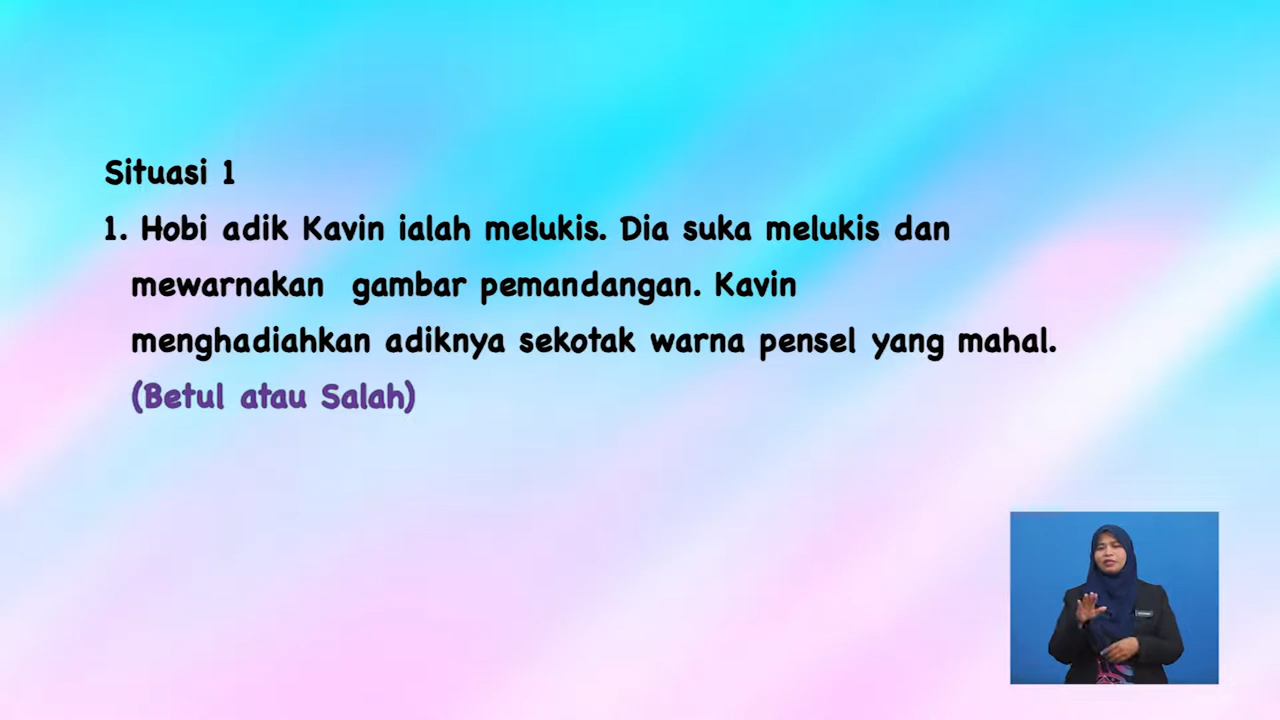 Situasi 1
1. Hobi adik Kavin ialah melukis. Dia suka melukis dan
mewarnakan gambar pemandangan. Kavin
menghadiahkan adiknya sekotak warna pensel yang mahal.
(Betul atau Salah)